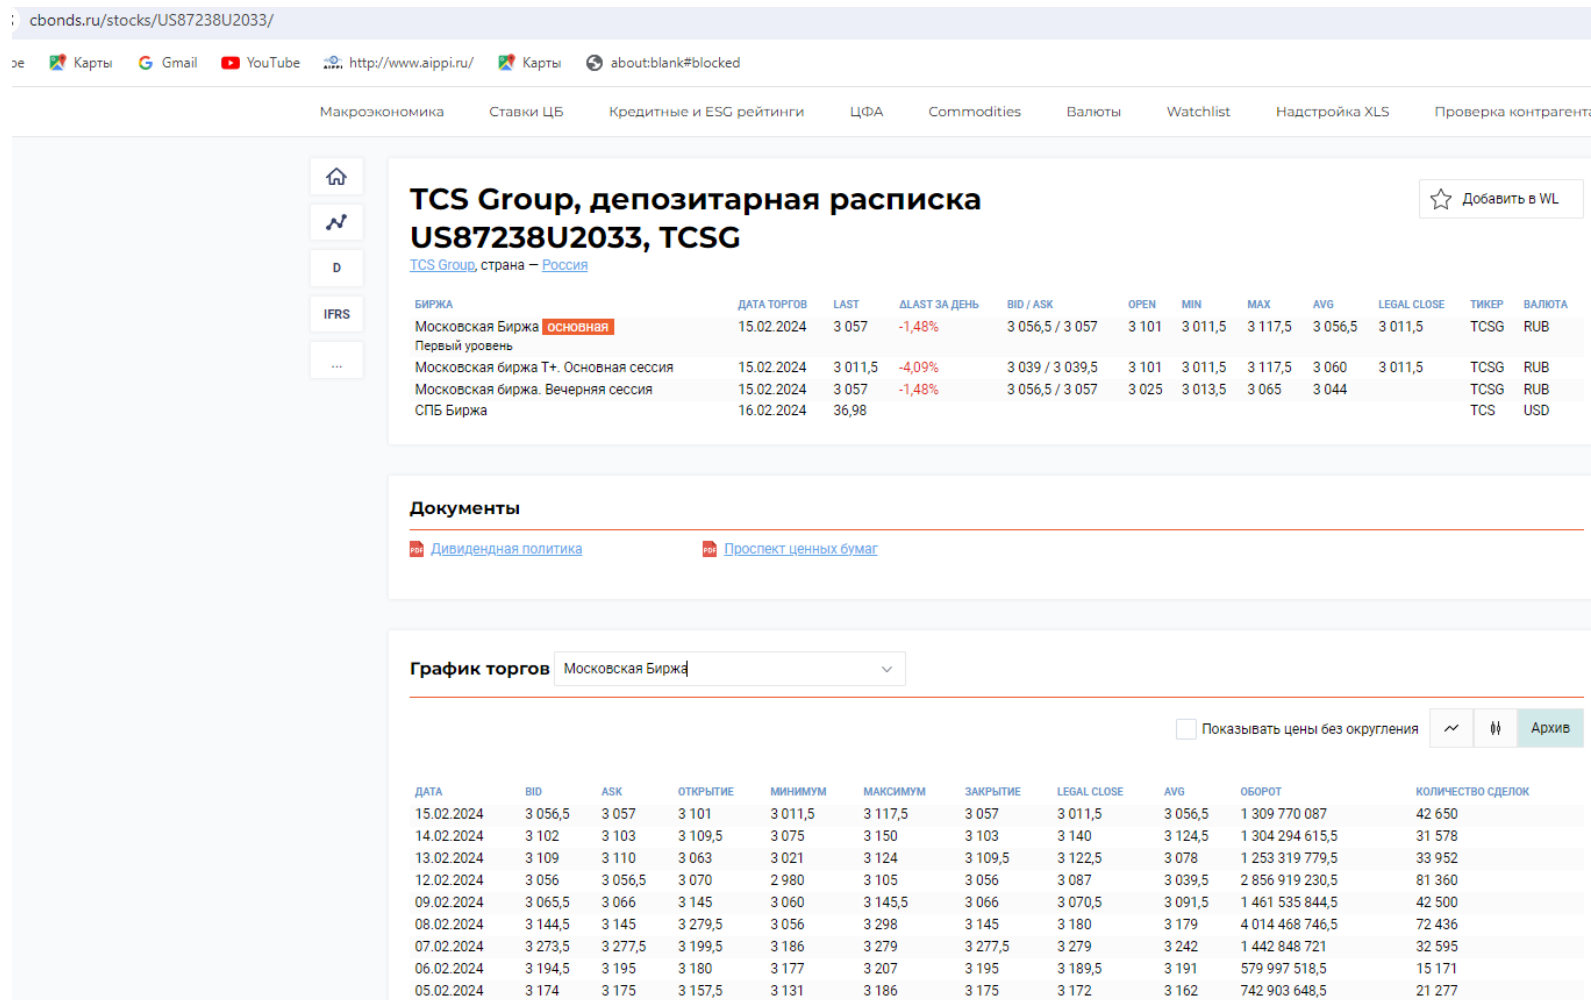 cbonds.ru/stocks/US87238U2033/
ое Карты Gmail YouTube http://www.aippi.ru/ Карты about:blank#blocked
Макроэкономика Ставки ЦБ Кредитные и ESG рейтинги ЦФА Commodities Валюты Watchlist Надстройка XLS Проверка контрагента
TCS Group, депозитарная расписка
US87238U2033, TCSG
Добавить в WL
TCS Group, страна — Россия
D
IFRS
...
БИРЖА ДАТА ТОРГОВ LAST ΔLAST ЗА ДЕНЬ BID / ASK OPEN MIN MAX AVG LEGAL CLOSE ТИКЕР ВАЛЮТА
Московская Биржа основная 15.02.2024 3 057 -1,48% 3 056,5 / 3 057 3 101 3 011,5 3 117,5 3 056,5 3 011,5 TCSG RUB
Первый уровень
Московская биржа Т+. Основная сессия 15.02.2024 3 011,5 -4,09% 3 039 / 3 039,5 3 101 3 011,5 3 117,5 3 060 3 011,5 TCSG RUB
Московская биржа. Вечерняя сессия 15.02.2024 3 057 -1,48% 3 056,5 / 3 057 3 025 3 013,5 3 065 3 044 TCSG RUB
СПБ Биржа 16.02.2024 36,98 TCS USD
Документы
PDF Дивидендная политика PDF Проспект ценных бумаг
График торгов Московская Биржа
Показывать цены без округления Архив
ДАТА BID ASK ОТКРЫТИЕ МИНИМУМ МАКСИМУМ ЗАКРЫТИЕ LEGAL CLOSE AVG ОБОРОТ КОЛИЧЕСТВО СДЕЛОК
15.02.2024 3 056,5 3 057 3 101 3 011,5 3 117,5 3 057 3 011,5 3 056,5 1 309 770 087 42 650
14.02.2024 3 102 3 103 3 109,5 3 075 3 150 3 103 3 140 3 124,5 1 304 294 615,5 31 578
13.02.2024 3 109 3 110 3 063 3 021 3 124 3 109,5 3 122,5 3 078 1 253 319 779,5 33 952
12.02.2024 3 056 3 056,5 3 070 2 980 3 105 3 056 3 087 3 039,5 2 856 919 230,5 81 360
09.02.2024 3 065,5 3 066 3 145 3 060 3 145,5 3 066 3 070,5 3 091,5 1 461 535 844,5 42 500
08.02.2024 3 144,5 3 145 3 279,5 3 056 3 298 3 145 3 180 3 179 4 014 468 746,5 72 436
07.02.2024 3 273,5 3 277,5 3 199,5 3 186 3 279 3 277,5 3 279 3 242 1 442 848 721 32 595
06.02.2024 3 194,5 3 195 3 180 3 177 3 207 3 195 3 189,5 3 191 579 997 518,5 15 171
05.02.2024 3 174 3 175 3 157,5 3 131 3 186 3 175 3 172 3 162 742 903 648,5 21 277